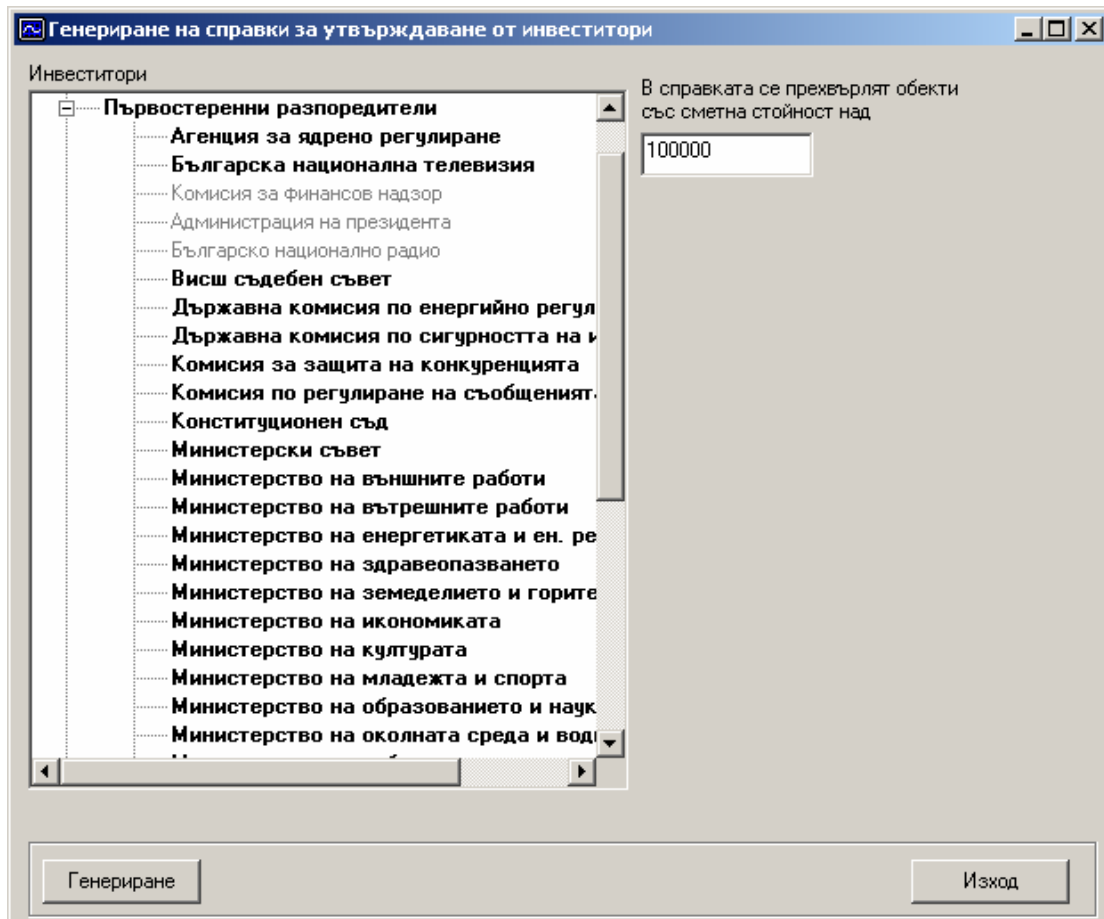 Генериране на справки за утвърждаване от инвеститори
Инвеститори
Първостеренни разпоредители
Агенция за ядрено регулиране
Българска национална телевизия
Комисия за финансов надзор
Администрация на президента
Българско национално радио
Висш съдебен съвет
Държавна комисия по енергийно регул
Държавна комисия по сигурността на и
Комисия за защита на конкуренцията
Комисия по регулиране на съобщеният
Конституционен съд
Министерски съвет
Министерство на външните работи
Министерство на вътрешните работи
Министерство на енергетиката и ен. ре
Министерство на здравеопазването
Министерство на земеделието и горите
Министерство на икономиката
Министерство на културата
Министерство на младежта и спорта
Министерство на образованието и наук
Министерство на околната среда и вод
В справката се прехвърлят обекти
със сметна стойност над
100000
Генериране
Изход